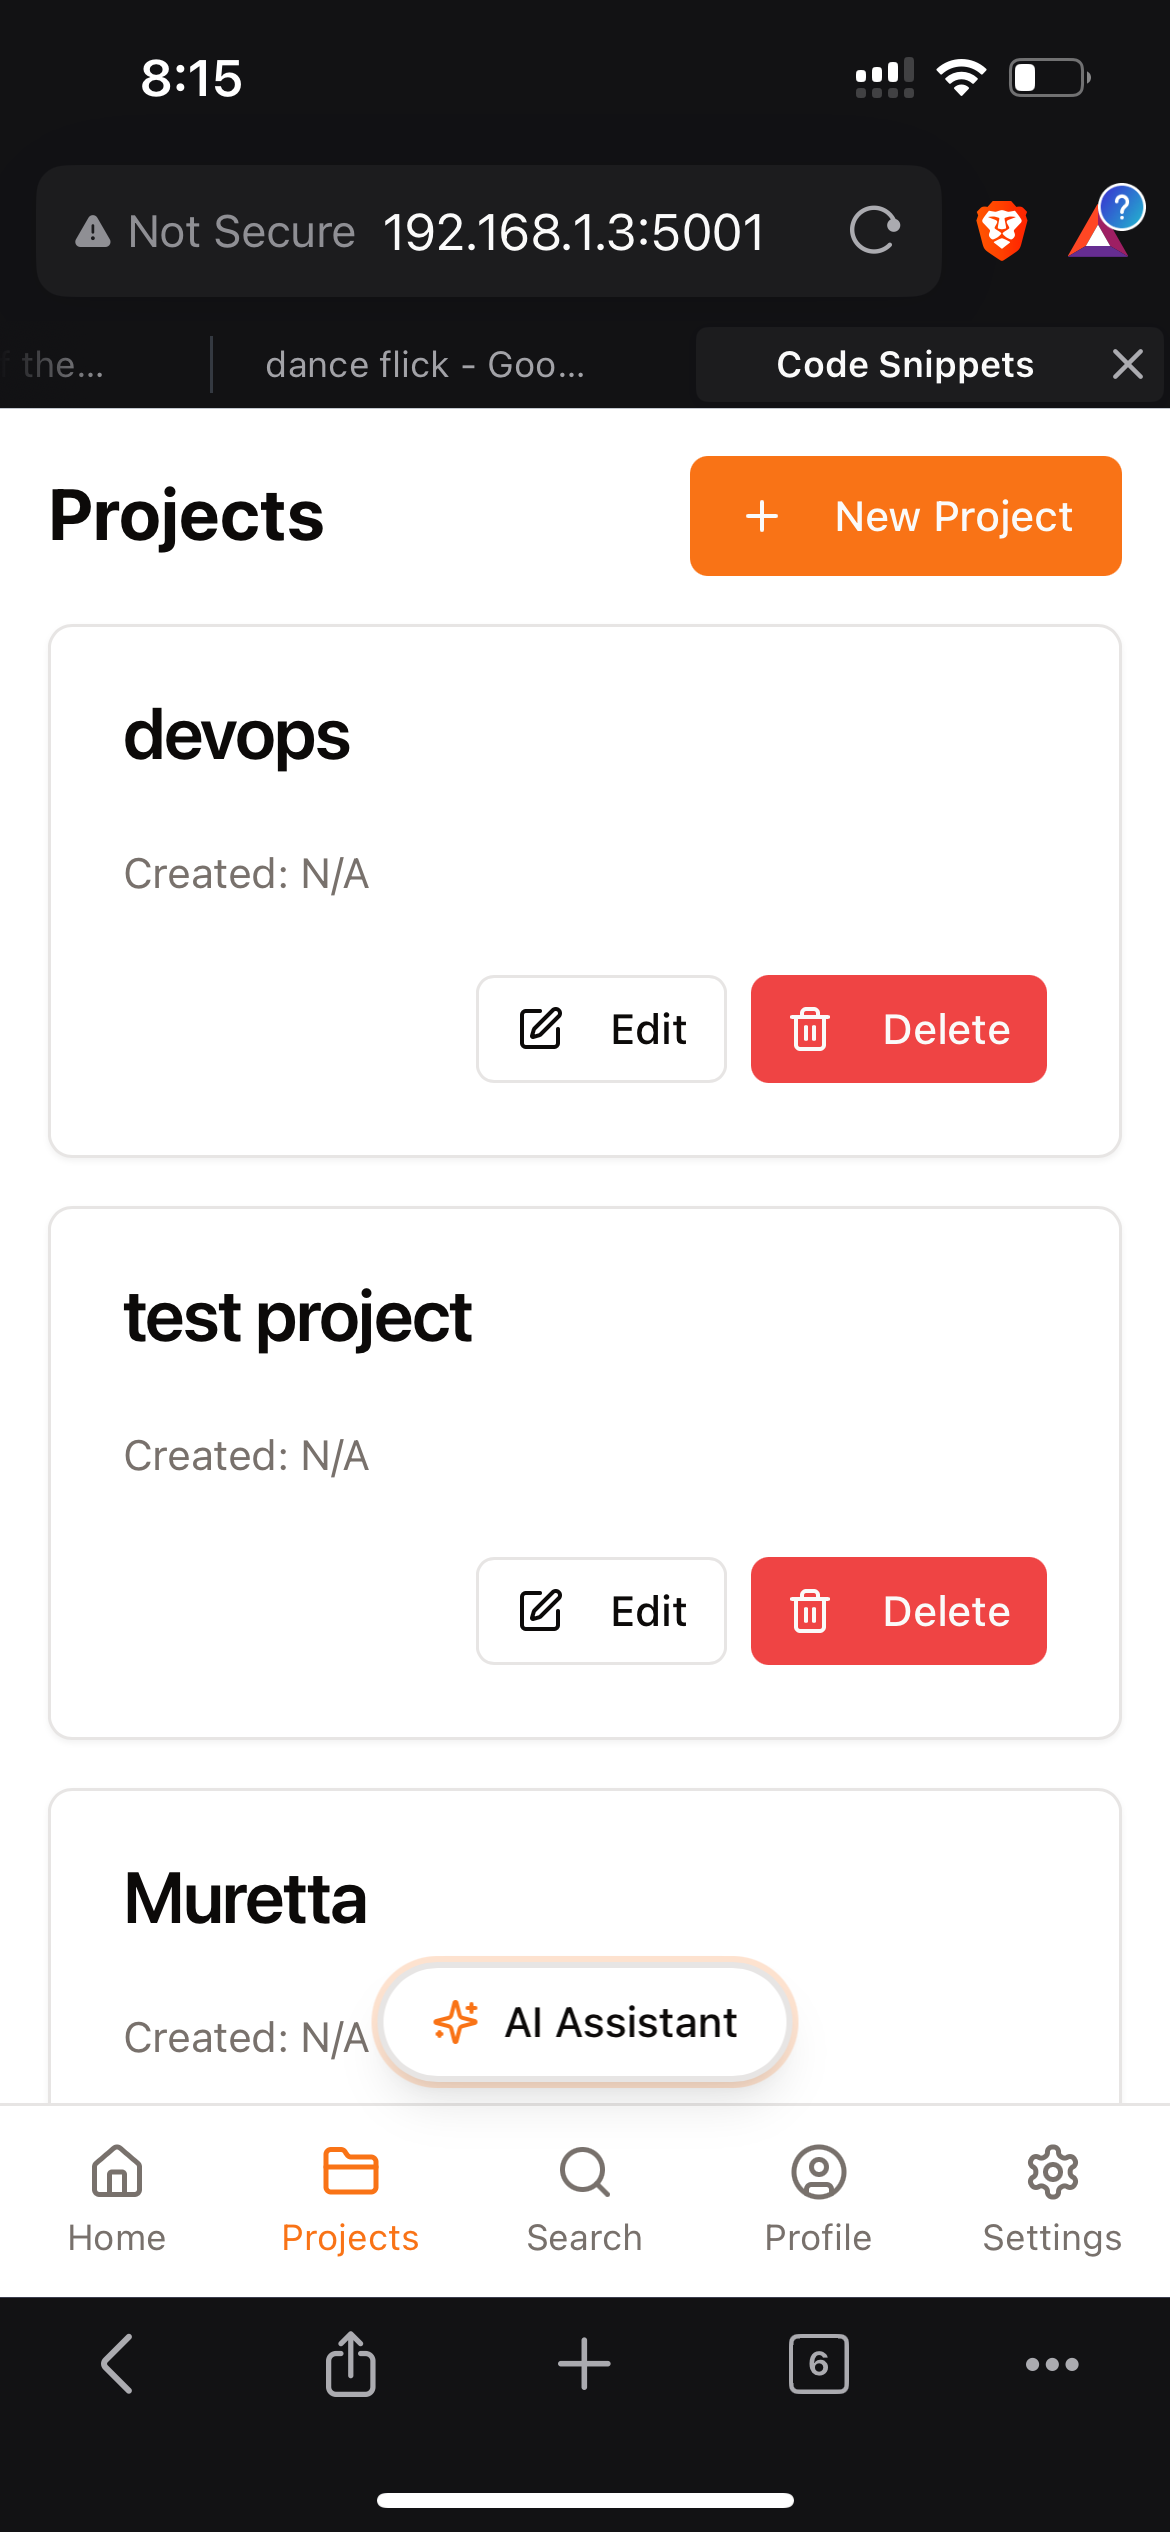 8:15
Not Secure 192.168.1.3:5001
?
the...
dance flick - Goo...
Code Snippets
Projects
New Project
devops
Created: N/A
Edit
Delete
test project
Created: N/A
Edit
Delete
Muretta
Created: N/A
AI Assistant
Home
Projects
Search
Profile
Settings
6